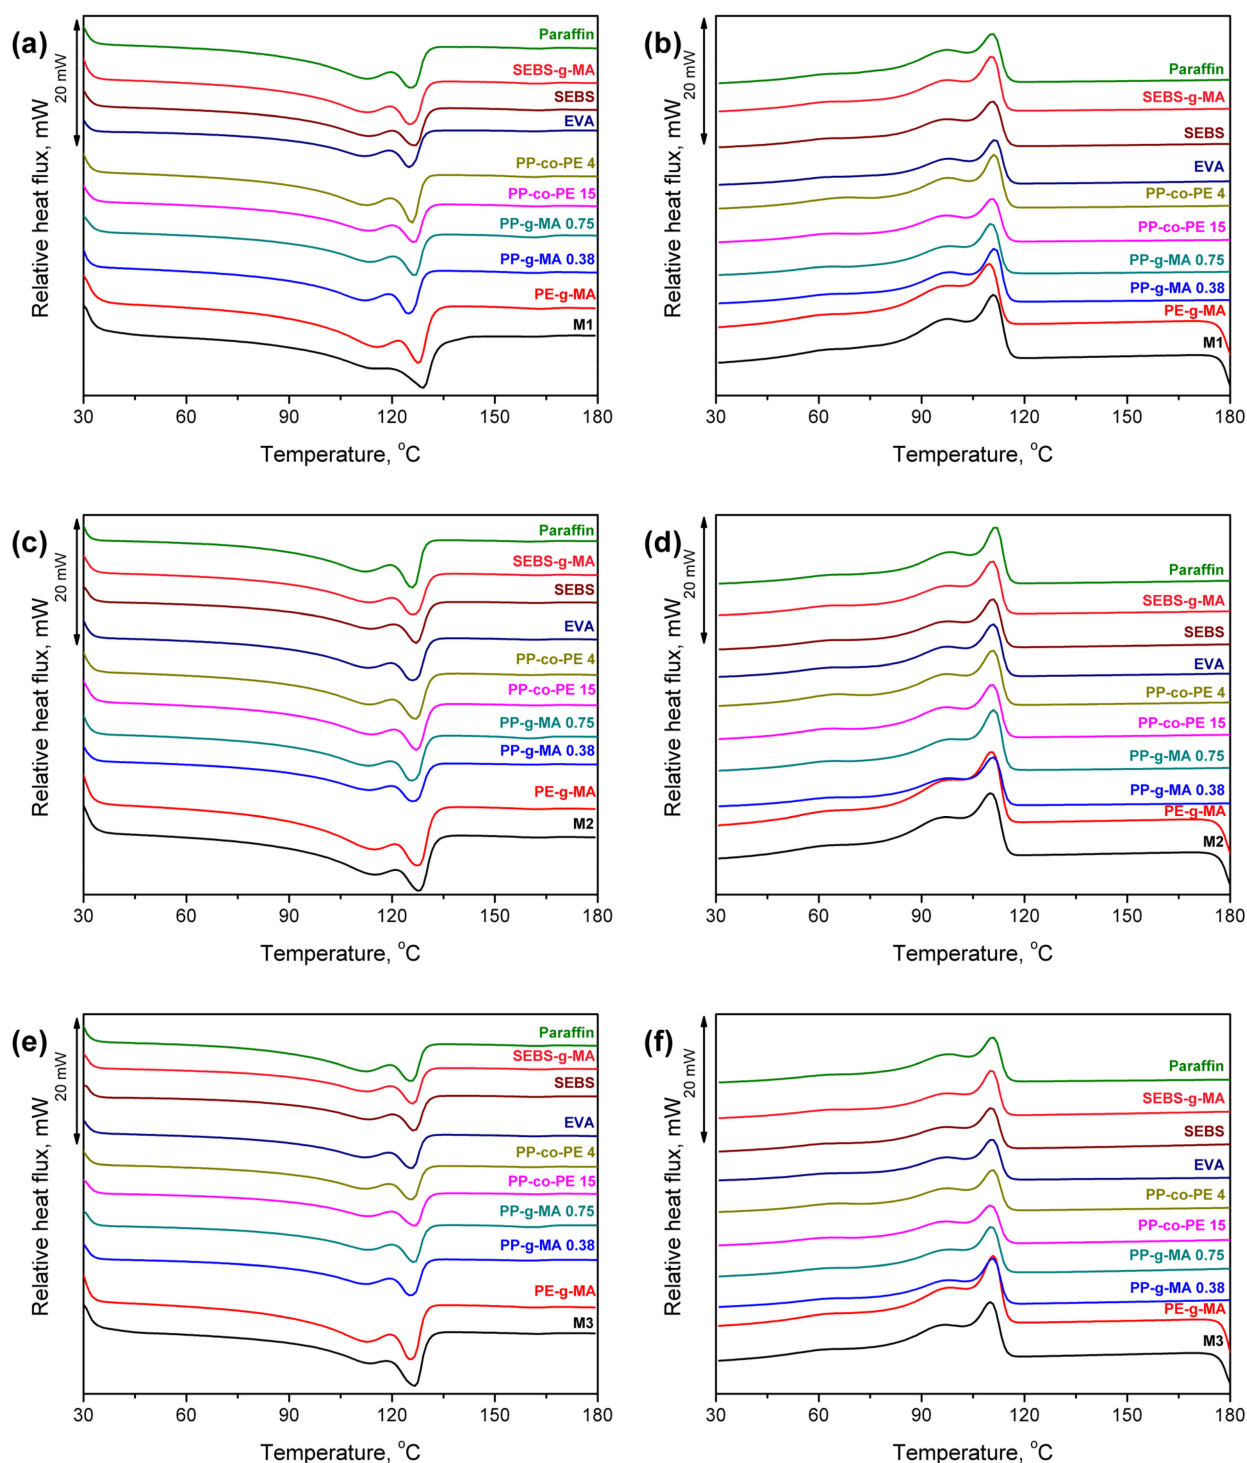 (a)
Relative heat flux, mW
20 mW
Paraffin
SEBS-g-MA
SEBS
EVA
PP-co-PE 4
PP-co-PE 15
PP-g-MA 0.75
PP-g-MA 0.38
PE-g-MA
M1
30 60 90 120 150 180
Temperature, °C
(b)
Relative heat flux, mW
20 mW
Paraffin
SEBS-g-MA
SEBS
EVA
PP-co-PE 4
PP-co-PE 15
PP-g-MA 0.75
PP-g-MA 0.38
PE-g-MA
M1
30 60 90 120 150 180
Temperature, °C
(c)
Relative heat flux, mW
20 mW
Paraffin
SEBS-g-MA
SEBS
EVA
PP-co-PE 4
PP-co-PE 15
PP-g-MA 0.75
PP-g-MA 0.38
PE-g-MA
M2
30 60 90 120 150 180
Temperature, °C
(d)
Relative heat flux, mW
20 mW
Paraffin
SEBS-g-MA
SEBS
EVA
PP-co-PE 4
PP-co-PE 15
PP-g-MA 0.75
PP-g-MA 0.38
PE-g-MA
M2
30 60 90 120 150 180
Temperature, °C
(e)
Relative heat flux, mW
20 mW
Paraffin
SEBS-g-MA
SEBS
EVA
PP-co-PE 4
PP-co-PE 15
PP-g-MA 0.75
PP-g-MA 0.38
PE-g-MA
M3
30 60 90 120 150 180
Temperature, °C
(f)
Relative heat flux, mW
20 mW
Paraffin
SEBS-g-MA
SEBS
EVA
PP-co-PE 4
PP-co-PE 15
PP-g-MA 0.75
PP-g-MA 0.38
PE-g-MA
M3
30 60 90 120 150 180
Temperature, °C